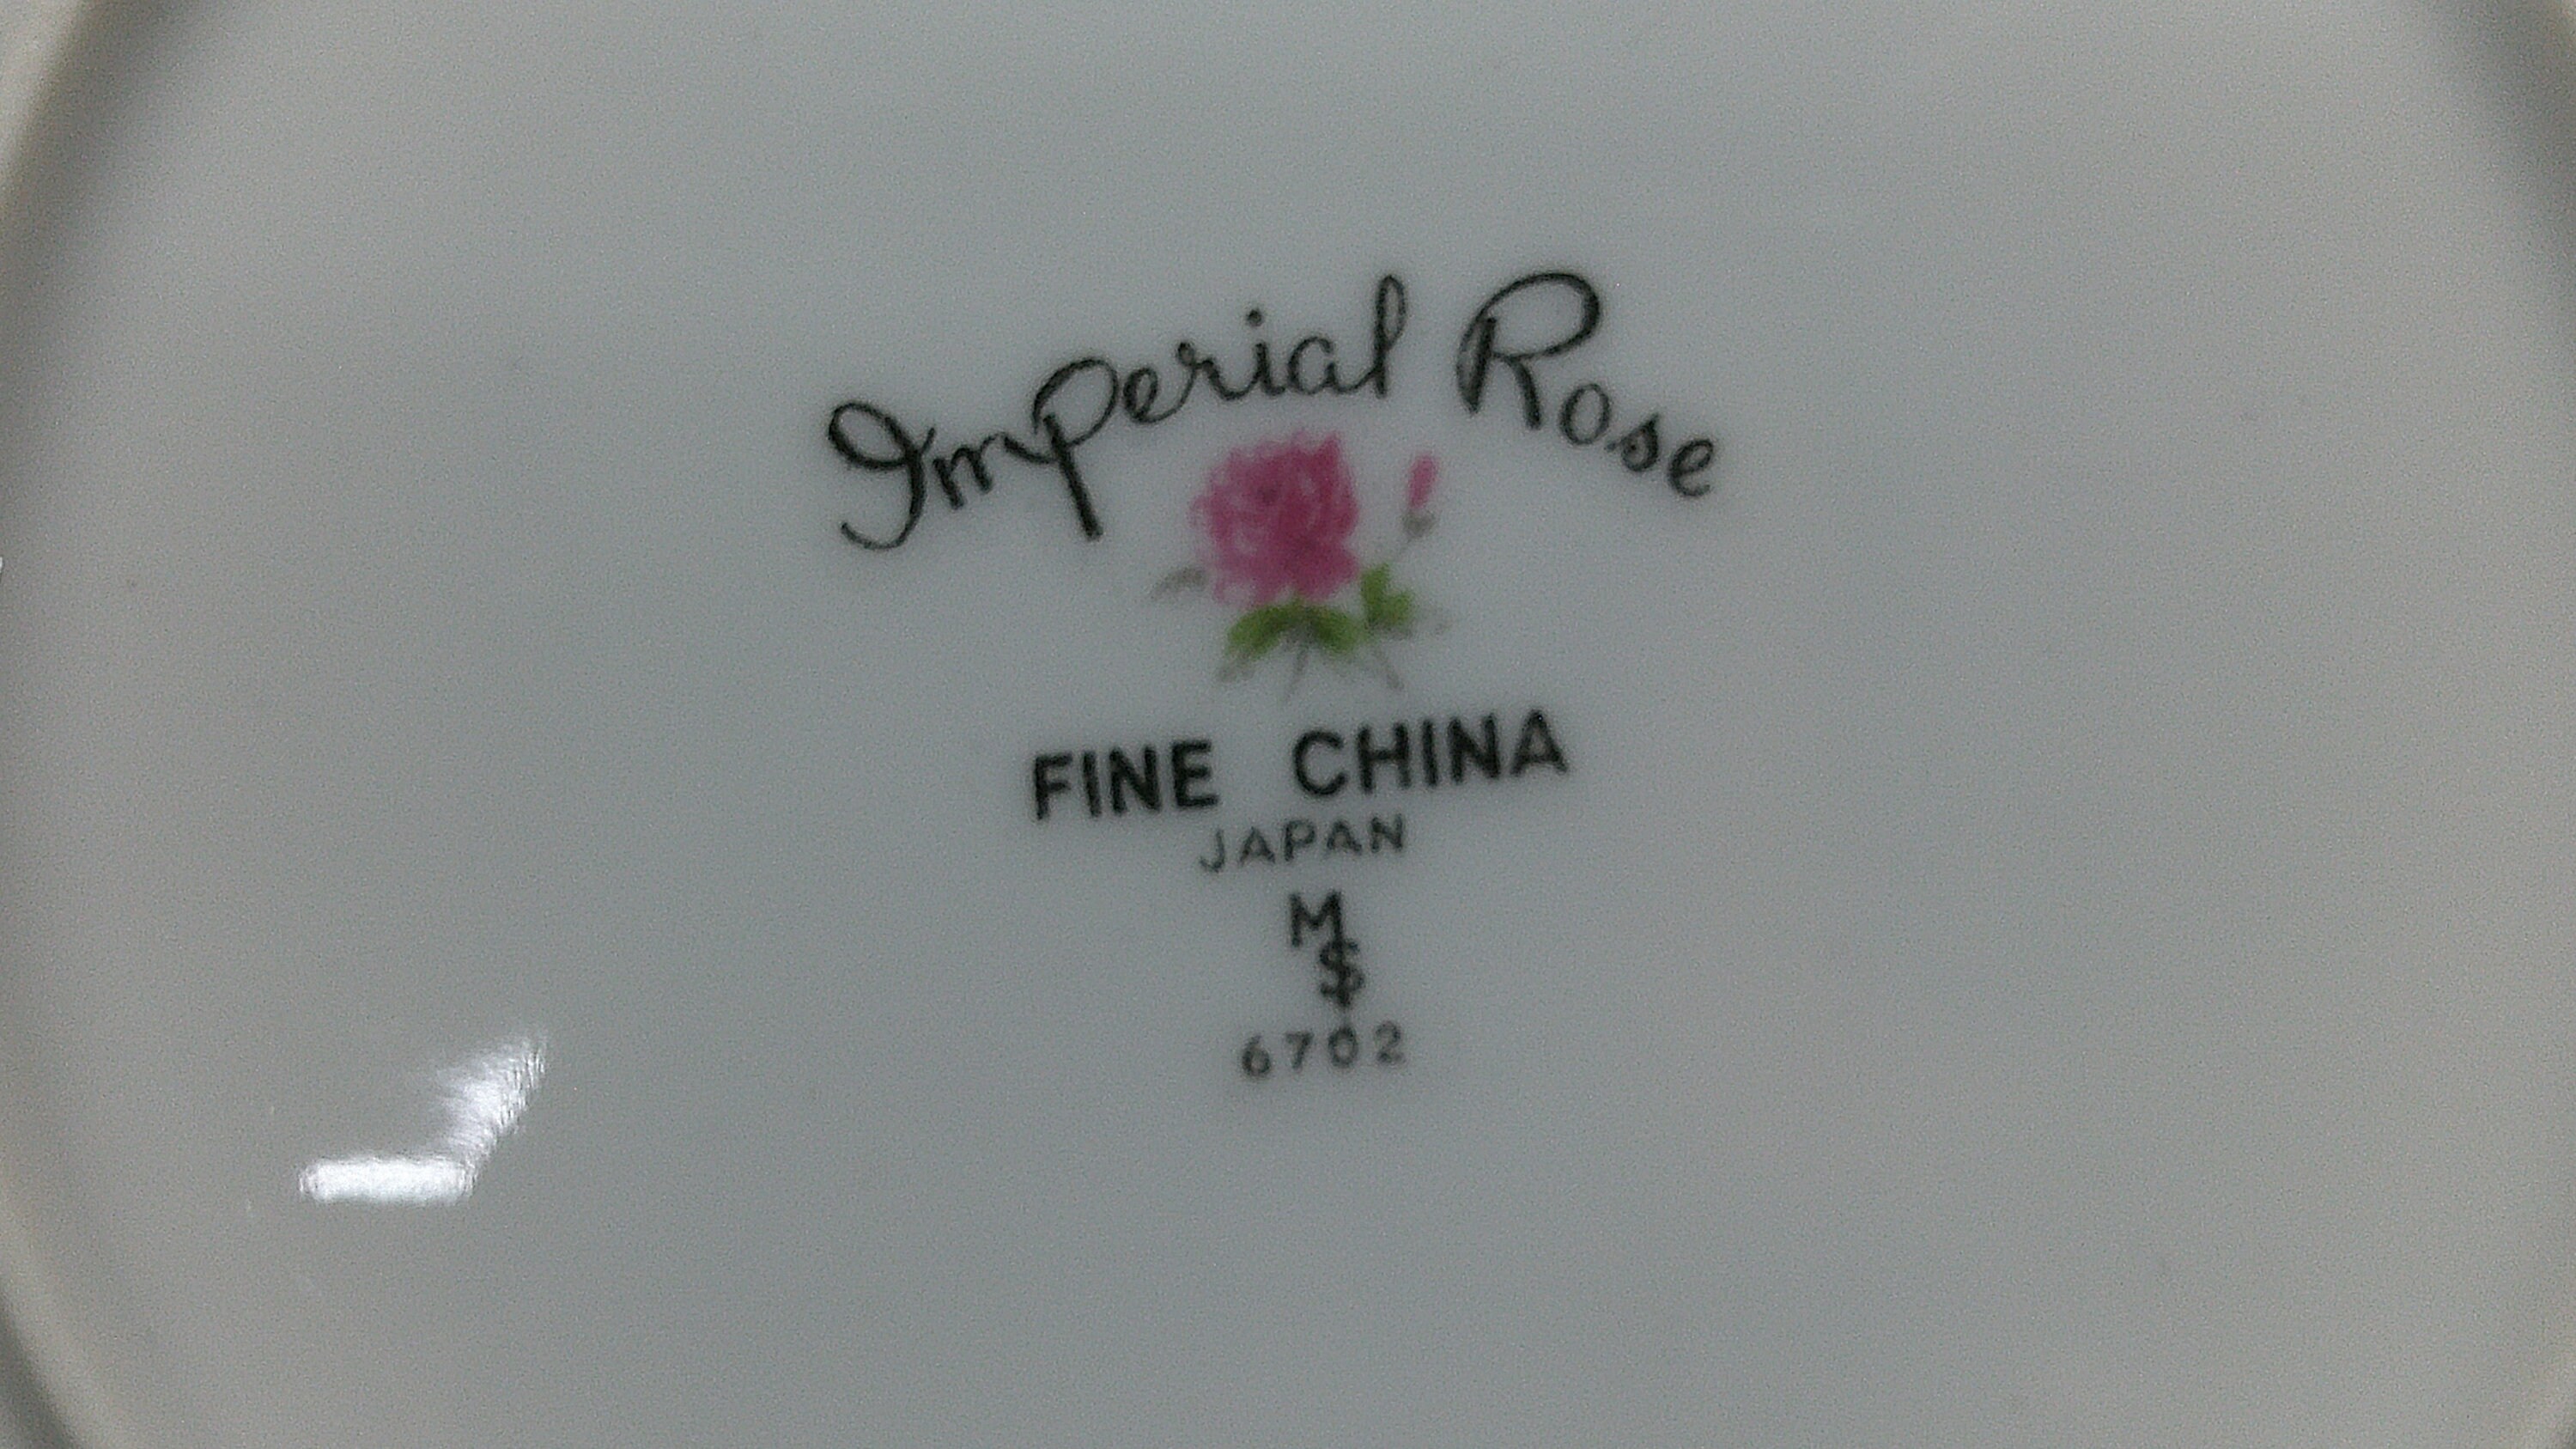 Imperial Rose
FINE CHINA
JAPAN
M
S
6702